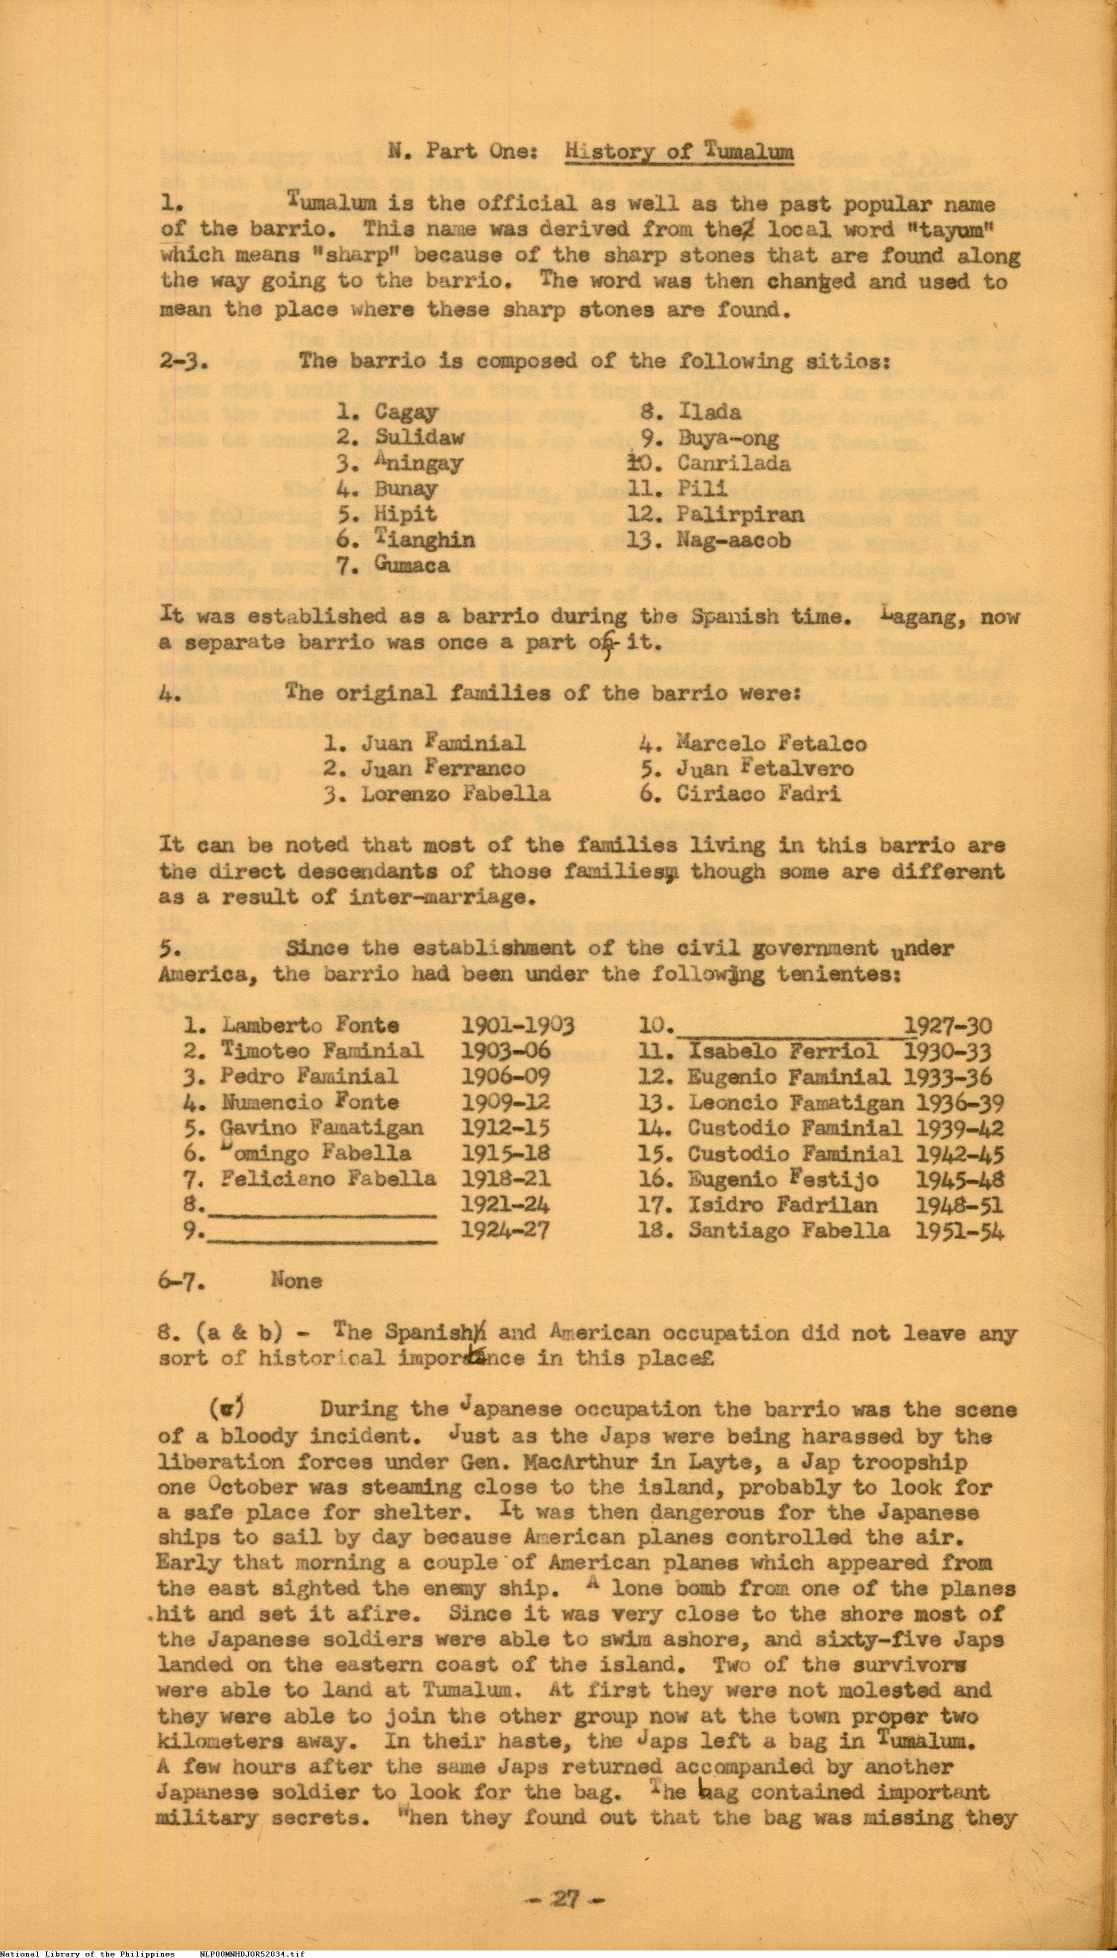 N. Part One: History of Tumalum
1. Tumalum is the official as well as the past popular name
of the barrio. This name was derived from the local word "tayum"
which means "sharp" because of the sharp stones that are found along
the way going to the barrio. The word was then changed and used to
mean the place where these sharp stones are found.
2-3. The barrio is composed of the following sitios:
1. Cagay 8. Ilada
2. Sulidaw 9. Buya-ong
3. Aningay 10. Canrilada
4. Bunay 11. Pili
5. Hipit 12. Palirpiran
6. Tianghin 13. Nag-aacob
7. Gumaca
It was established as a barrio during the Spanish time. Lagang, now
a separate barrio was once a part of it.
4. The original families of the barrio were:
1. Juan Faminial 4. Marcelo Fetalco
2. Juan Ferranco 5. Juan Fetalvero
3. Lorenzo Fabella 6. Ciriaco Fadri
It can be noted that most of the families living in this barrio are
the direct descendants of those families, though some are different
as a result of inter-marriage.
5. Since the establishment of the civil government under
America, the barrio had been under the following tenientes:
1. Lamberto Fonte 1901-1903 10. 1927-30
2. Timoteo Faminial 1903-06 11. Isabelo Ferriol 1930-33
3. Pedro Faminial 1906-09 12. Eugenio Faminial 1933-36
4. Numencio Fonte 1909-12 13. Leoncio Famatigan 1936-39
5. Gavino Famatigan 1912-15 14. Custodio Faminial 1939-42
6. Domingo Fabella 1915-18 15. Custodio Faminial 1942-45
7. Feliciano Fabella 1918-21 16. Eugenio Festijo 1945-48
8. 1921-24 17. Isidro Fadrilan 1948-51
9. 1924-27 18. Santiago Fabella 1951-54
6-7. None
8. (a & b) - The Spanish and American occupation did not leave any
sort of historical importance in this place.
(c) During the Japanese occupation the barrio was the scene
of a bloody incident. Just as the Japs were being harassed by the
liberation forces under Gen. MacArthur in Layte, a Jap troopship
one October was steaming close to the island, probably to look for
a safe place for shelter. It was then dangerous for the Japanese
ships to sail by day because American planes controlled the air.
Early that morning a couple of American planes which appeared from
the east sighted the enemy ship. A lone bomb from one of the planes
hit and set it afire. Since it was very close to the shore most of
the Japanese soldiers were able to swim ashore, and sixty-five Japs
landed on the eastern coast of the island. Two of the survivors
were able to land at Tumalum. At first they were not molested and
they were able to join the other group now at the town proper two
kilometers away. In their haste, the Japs left a bag in Tumalum.
A few hours after the same Japs returned accompanied by another
Japanese soldier to look for the bag. The bag contained important
military secrets. When they found out that the bag was missing they
- 27 -
National Library of the Philippines NLPOOMNHDJOR52034.tif